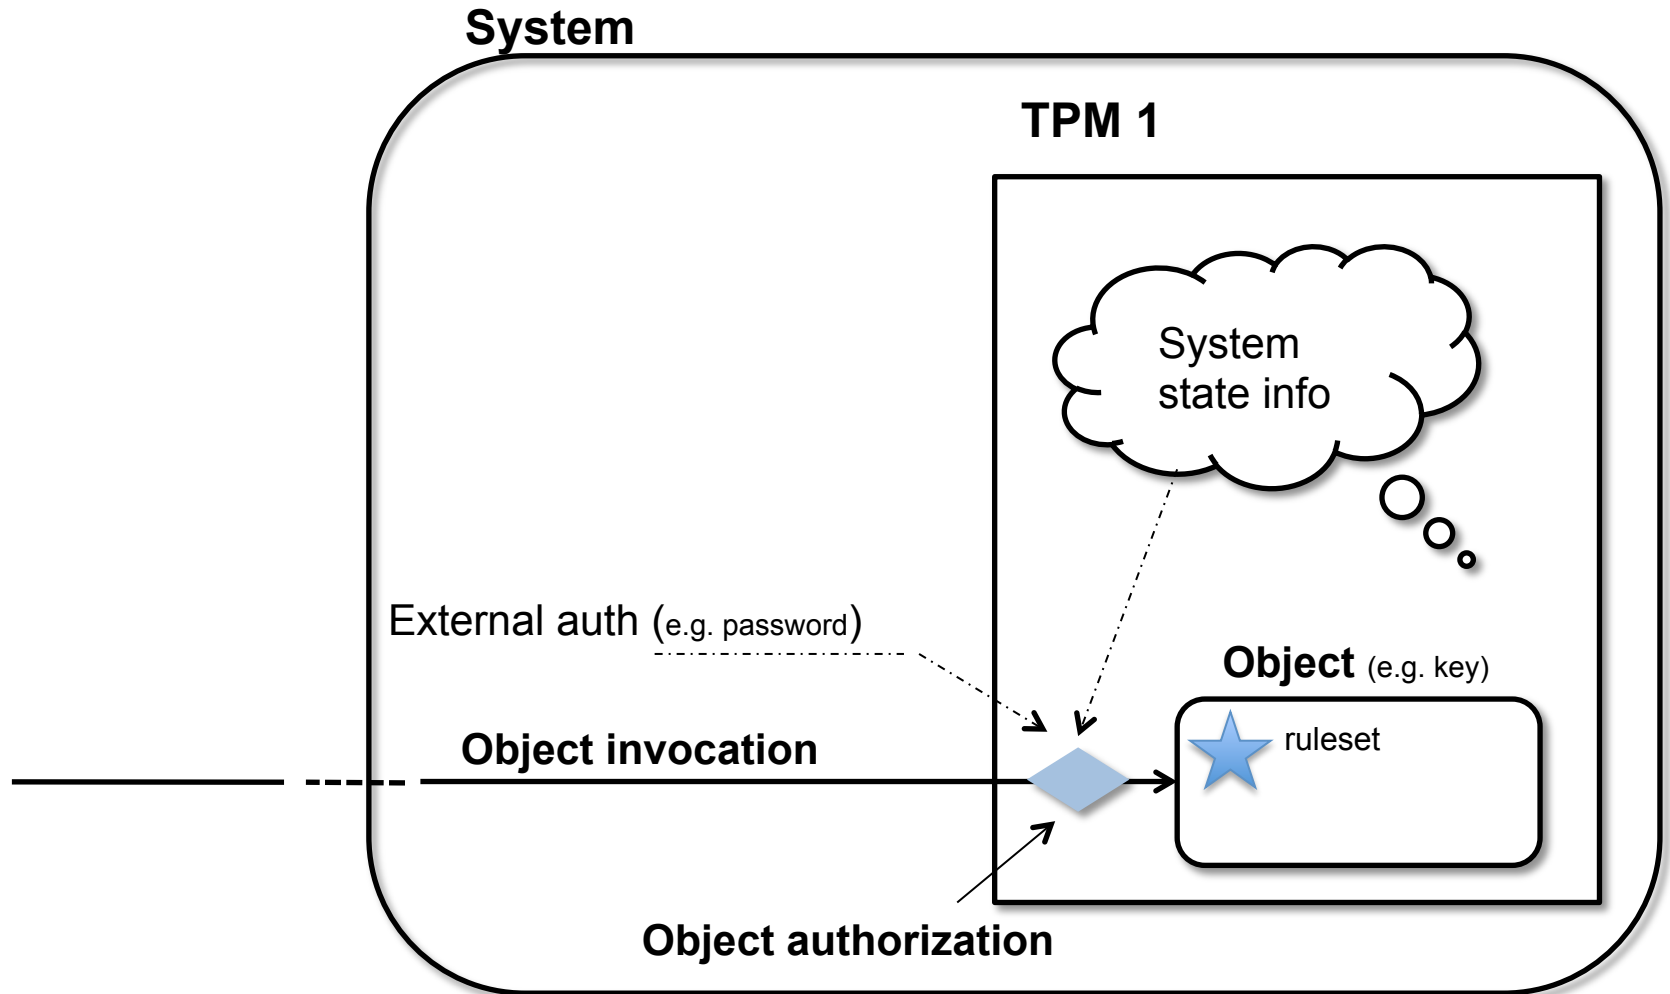 System
TPM 1
System
state info
External auth (e.g. password)
Object (e.g. key)
ruleset
Object invocation
Object authorization